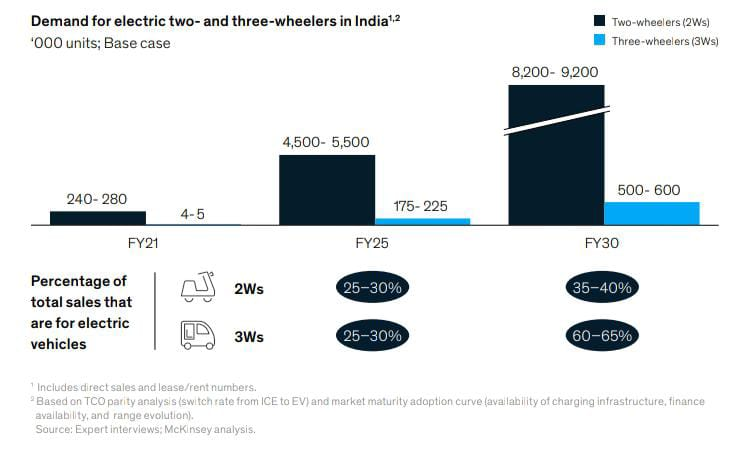 Demand for electric two- and three-wheelers in India¹,²
‘000 units; Base case
Two-wheelers (2Ws)
Three-wheelers (3Ws)
8,200- 9,200
4,500- 5,500
240- 280
4- 5
175- 225
500- 600
FY21
FY25
FY30
Percentage of
total sales that
are for electric
vehicles
2Ws
25–30%
35–40%
3Ws
25–30%
60–65%
¹ Includes direct sales and lease/rent numbers.
² Based on TCO parity analysis (switch rate from ICE to EV) and market maturity adoption curve (availability of charging infrastructure, finance
availability, and range evolution).
Source: Expert interviews; McKinsey analysis.